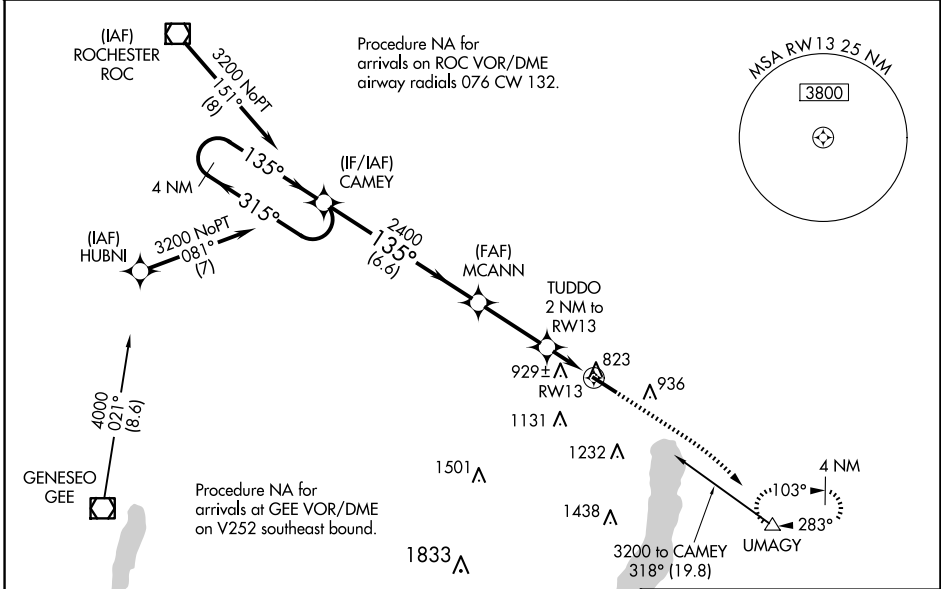 (IAF)
ROCHESTER
ROC
3200 NoPT
151°
(8)
Procedure NA for
arrivals on ROC VOR/DME
airway radials 076 CW 132.
MSA RW13 25 NM
3800
135°
4 NM
315°
(IF/IAF)
CAMEY
(IAF)
HUBNI
3200 NoPT
081°
(7)
2400
135°
(6.6)
(FAF)
MCANN
TUDDO
2 NM to
RW13
929±
823
RW13
936
1131
1232
1501
1438
1833
4000
021°
(8.6)
GENESEO
GEE
Procedure NA for
arrivals at GEE VOR/DME
on V252 southeast bound.
4 NM
103°
283°
UMAGY
3200 to CAMEY
318° (19.8)